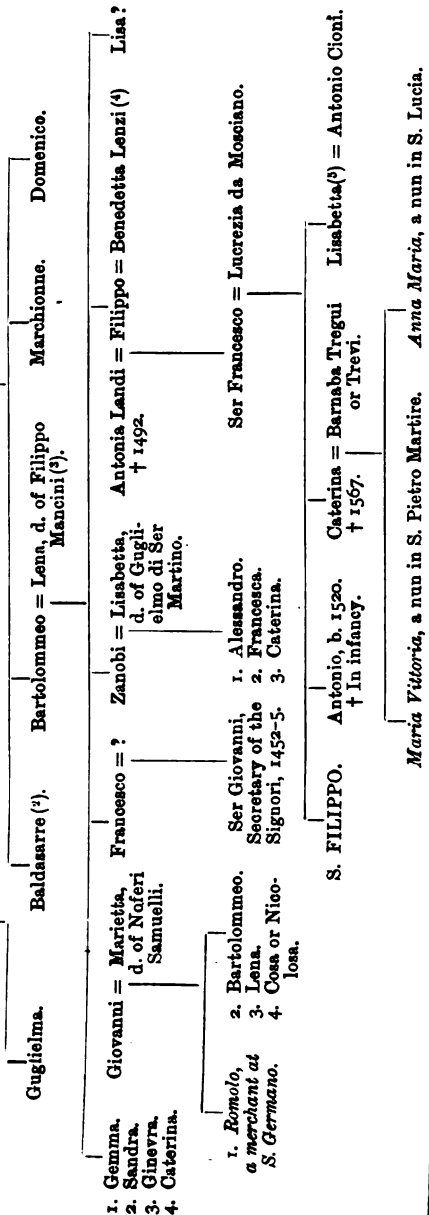 Guglielma.
Baldasarre (²).
Bartolommeo = Lena, d. of Filippo
Mancini (³).
Marchionne.
Domenico.
1. Gemma.
2. Sandra.
3. Ginevra.
4. Caterina.
Giovanni = Marietta,
d. of Noferi
Samuelli.
Francesco = ?
Zanobi = Lisabetta,
d. of Gugli-
elmo di Ser
Martino.
Antonia Landi = Filippo = Benedetta Lenzi (⁴)
† 1492.
Lisa?
1. Romolo,
a merchant at
S. Germano.
2. Bartolommeo.
3. Lena.
4. Cosa or Nico-
losa.
Ser Giovanni,
Secretary of the
Signori, 1452-5.
1. Alessandro.
2. Francesca.
3. Caterina.
Ser Francesco = Lucrezia da Mosciano.
S. FILIPPO.
Antonio, b. 1520.
† In infancy.
Caterina = Barnaba Tregui
† 1567. or Trevi.
Lisabetta(⁵) = Antonio Cioni.
Maria Vittoria, a nun in S. Pietro Martire.
Anna Maria, a nun in S. Lucia.